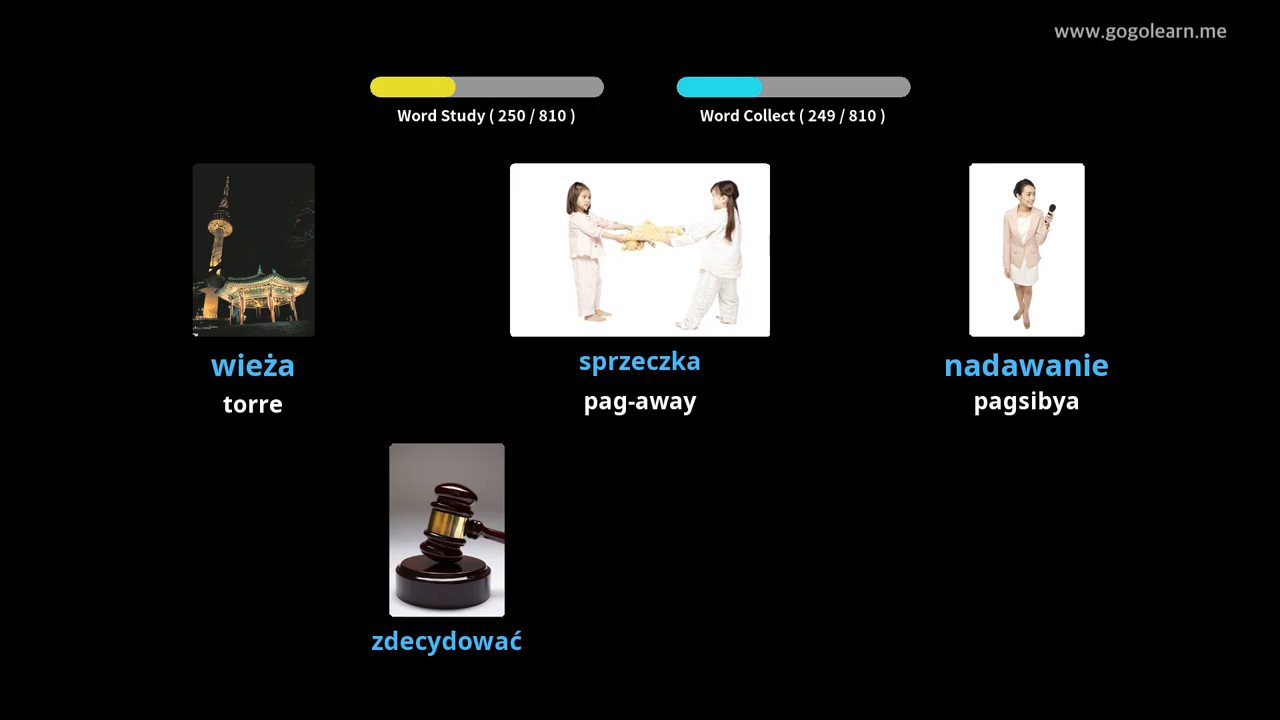 www.gogolearn.me
Word Study ( 250 / 810 )
Word Collect ( 249 / 810 )
wieża
torre
sprzeczka
pag-away
nadawanie
pagsibya
zdecydować